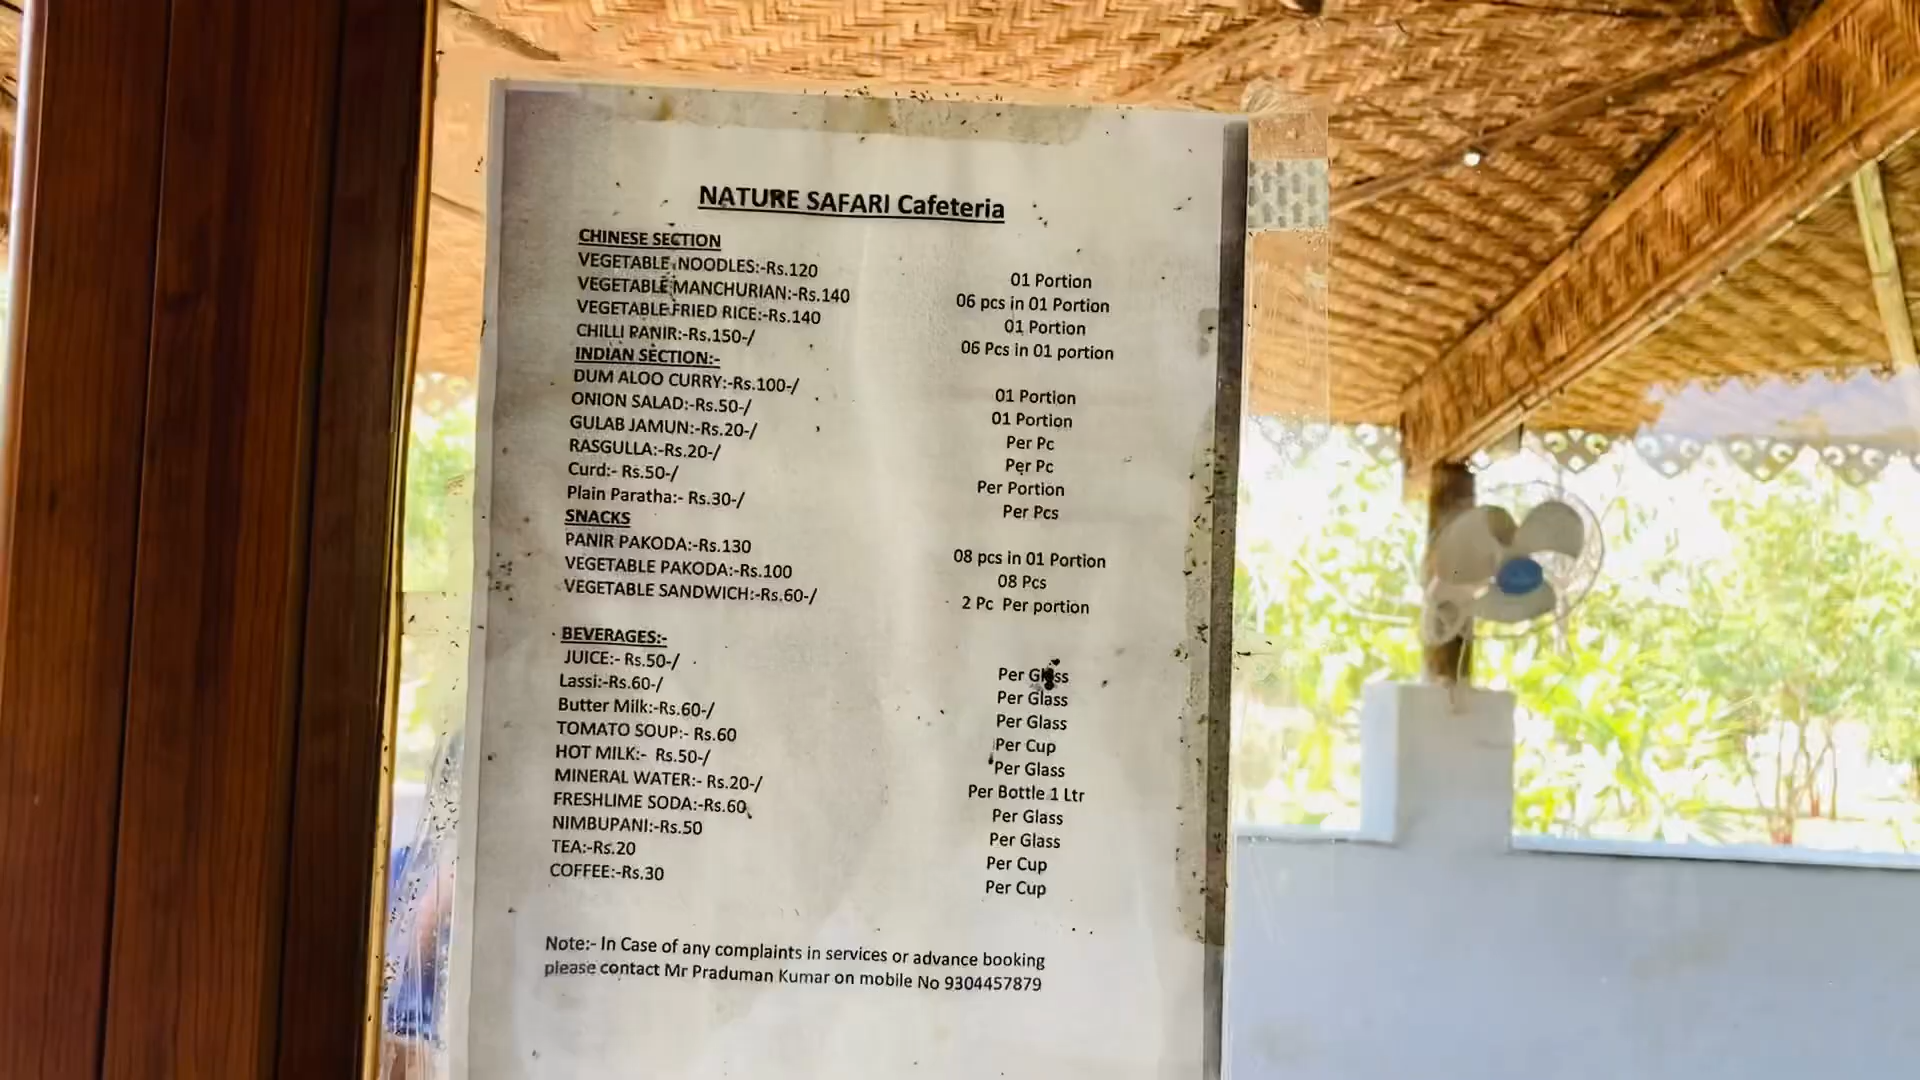 NATURE SAFARI Cafeteria
CHINESE SECTION
VEGETABLE NOODLES:-Rs.120 01 Portion
VEGETABLE MANCHURIAN:-Rs.140 06 pcs in 01 Portion
VEGETABLE FRIED RICE:-Rs.140 01 Portion
CHILLI PANIR:-Rs.150-/ 06 Pcs in 01 portion
INDIAN SECTION:-
DUM ALOO CURRY:-Rs.100-/ 01 Portion
ONION SALAD:-Rs.50-/ 01 Portion
GULAB JAMUN:-Rs.20-/ Per Pc
RASGULLA:-Rs.20-/ Per Pc
Curd:- Rs.50-/ Per Portion
Plain Paratha:- Rs.30-/ Per Pcs
SNACKS
PANIR PAKODA:-Rs.130 08 pcs in 01 Portion
VEGETABLE PAKODA:-Rs.100 08 Pcs
VEGETABLE SANDWICH:-Rs.60-/ 2 Pc Per portion
BEVERAGES:-
JUICE:- Rs.50-/ Per Glass
Lassi:-Rs.60-/ Per Glass
Butter Milk:-Rs.60-/ Per Glass
TOMATO SOUP:- Rs.60 Per Cup
HOT MILK:- Rs.50-/ Per Glass
MINERAL WATER:- Rs.20-/ Per Bottle 1 Ltr
FRESHLIME SODA:-Rs.60 Per Glass
NIMBUPANI:-Rs.50 Per Glass
TEA:-Rs.20 Per Cup
COFFEE:-Rs.30 Per Cup
Note:- In Case of any complaints in services or advance booking
please contact Mr Praduman Kumar on mobile No 9304457879